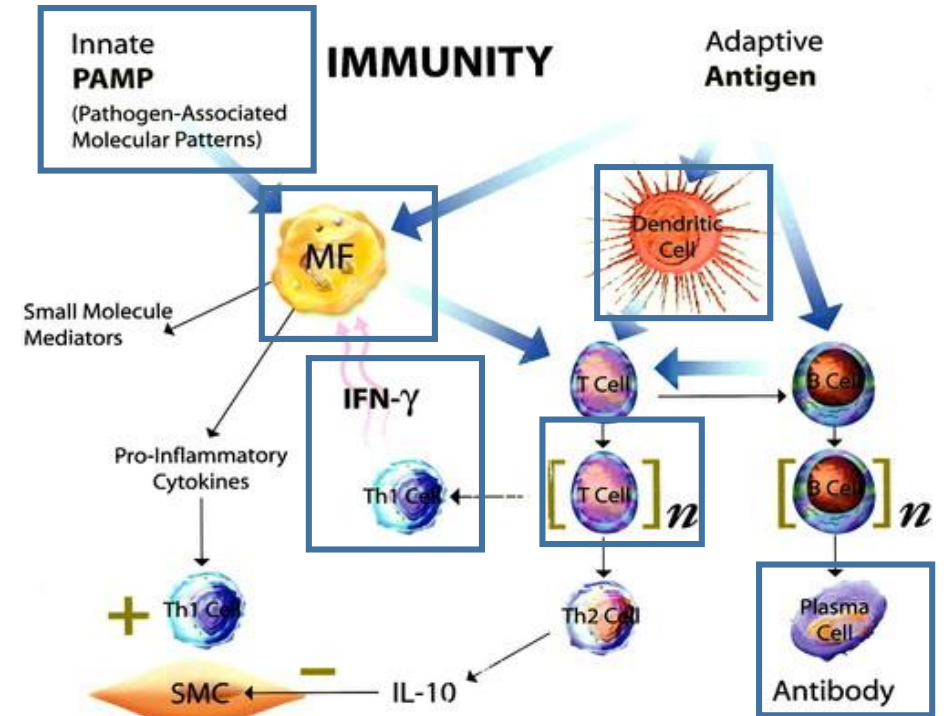 Innate
PAMP
(Pathogen-Associated
Molecular Patterns)
IMMUNITY
Adaptive
Antigen
MF
Dendritic
Cell
Small Molecule
Mediators
IFN-γ
T Cell
B Cell
Pro-Inflammatory
Cytokines
Th1 Cell
[T Cell]n
[B Cell]n
+
Th1 Cell
Th2 Cell
Plasma
Cell
−
SMC
IL-10
Antibody